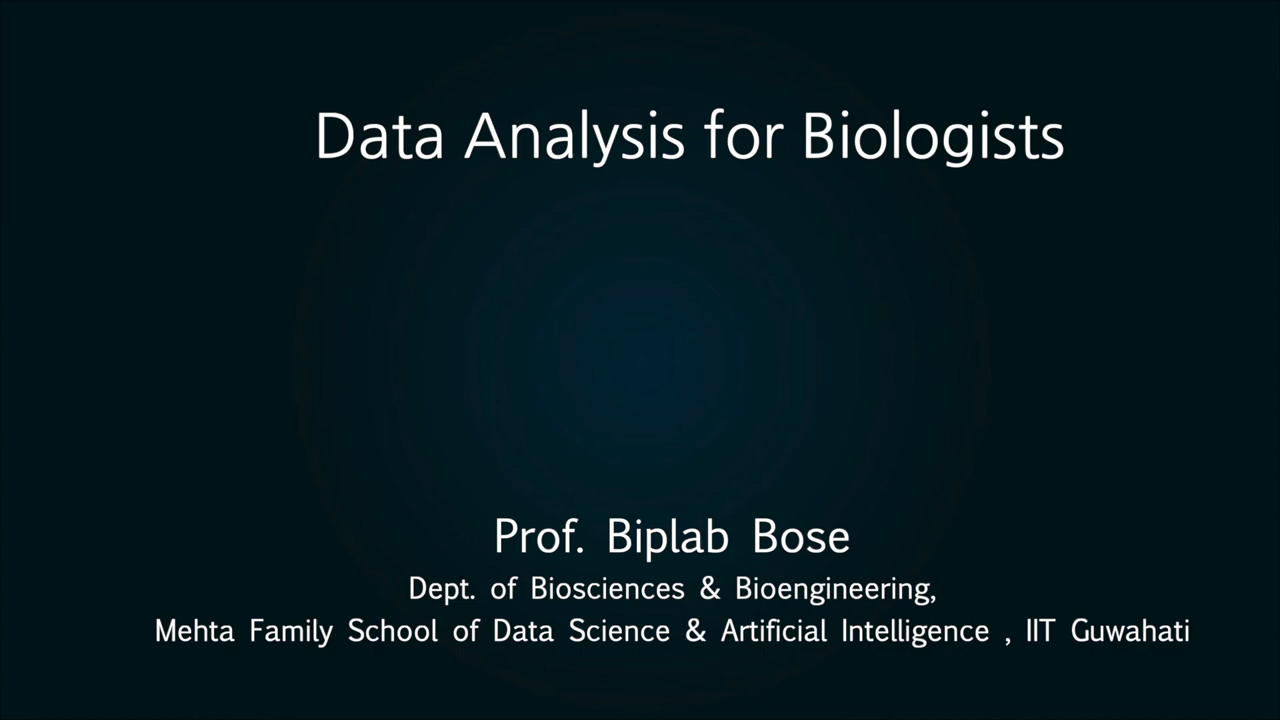 Data Analysis for Biologists
Prof. Biplab Bose
Dept. of Biosciences & Bioengineering,
Mehta Family School of Data Science & Artificial Intelligence , IIT Guwahati